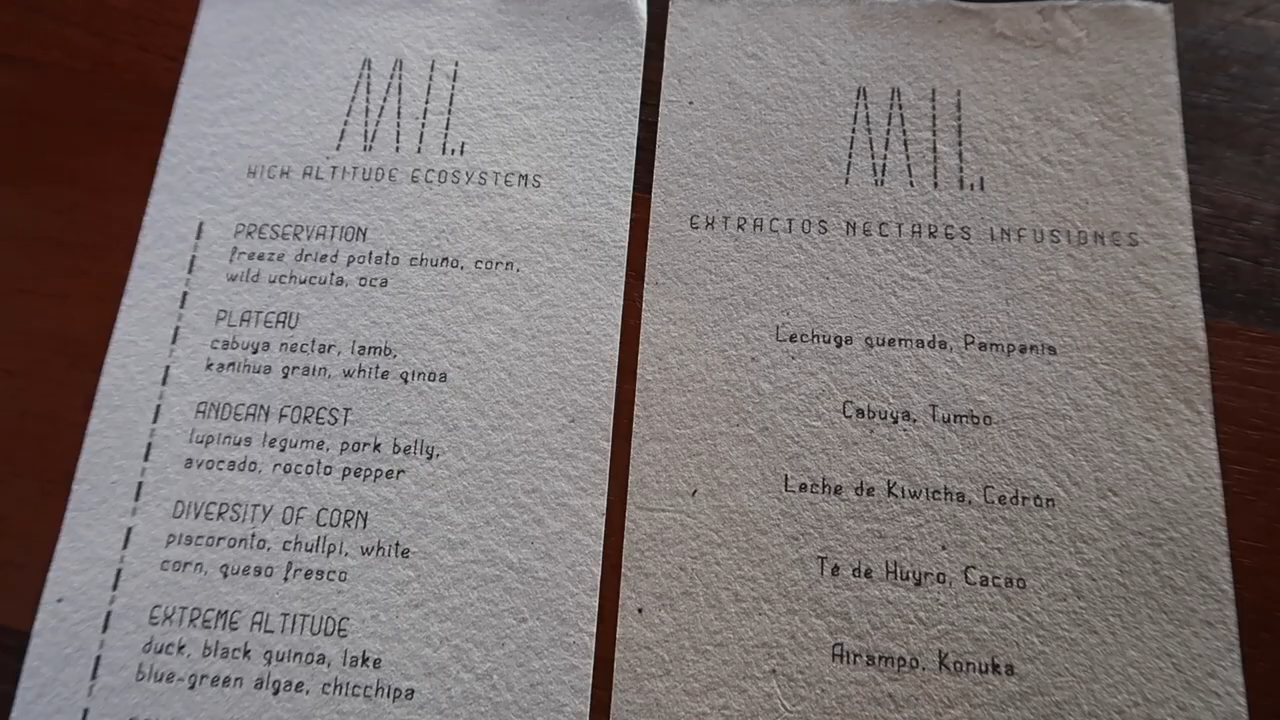 MIL
HIGH ALTITUDE ECOSYSTEMS
PRESERVATION
freeze dried potato chuno, corn,
wild uchucuta, oca
PLATEAU
cabuya nectar, lamb,
kanihua grain, white qinoa
ANDEAN FOREST
lupinus legume, pork belly,
avocado, rocoto pepper
DIVERSITY OF CORN
piscoronto, chullpi, white
corn, queso fresco
EXTREME ALTITUDE
duck, black quinoa, lake
blue-green algae, chicchipa
MIL
EXTRACTOS NECTARES INFUSIONES
Lechuga quemada, Pampanis
Cabuya, Tumbo
Leche de Kiwicha, Cedron
Te de Huyro, Cacao
Airampo, Konuka